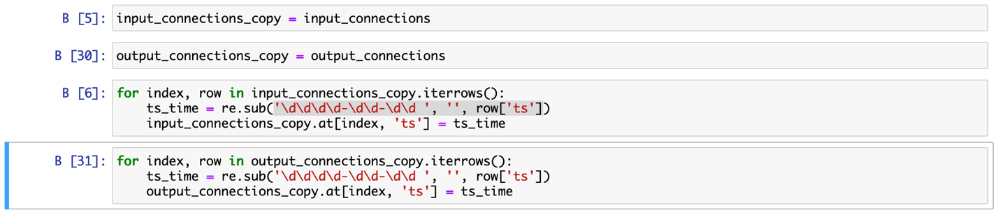 B [5]: input_connections_copy = input_connections
B [30]: output_connections_copy = output_connections
B [6]: for index, row in input_connections_copy.iterrows():
    ts_time = re.sub('\d\d\d\d-\d\d-\d\d ', '', row['ts'])
    input_connections_copy.at[index, 'ts'] = ts_time
B [31]: for index, row in output_connections_copy.iterrows():
    ts_time = re.sub('\d\d\d\d-\d\d-\d\d ', '', row['ts'])
    output_connections_copy.at[index, 'ts'] = ts_time